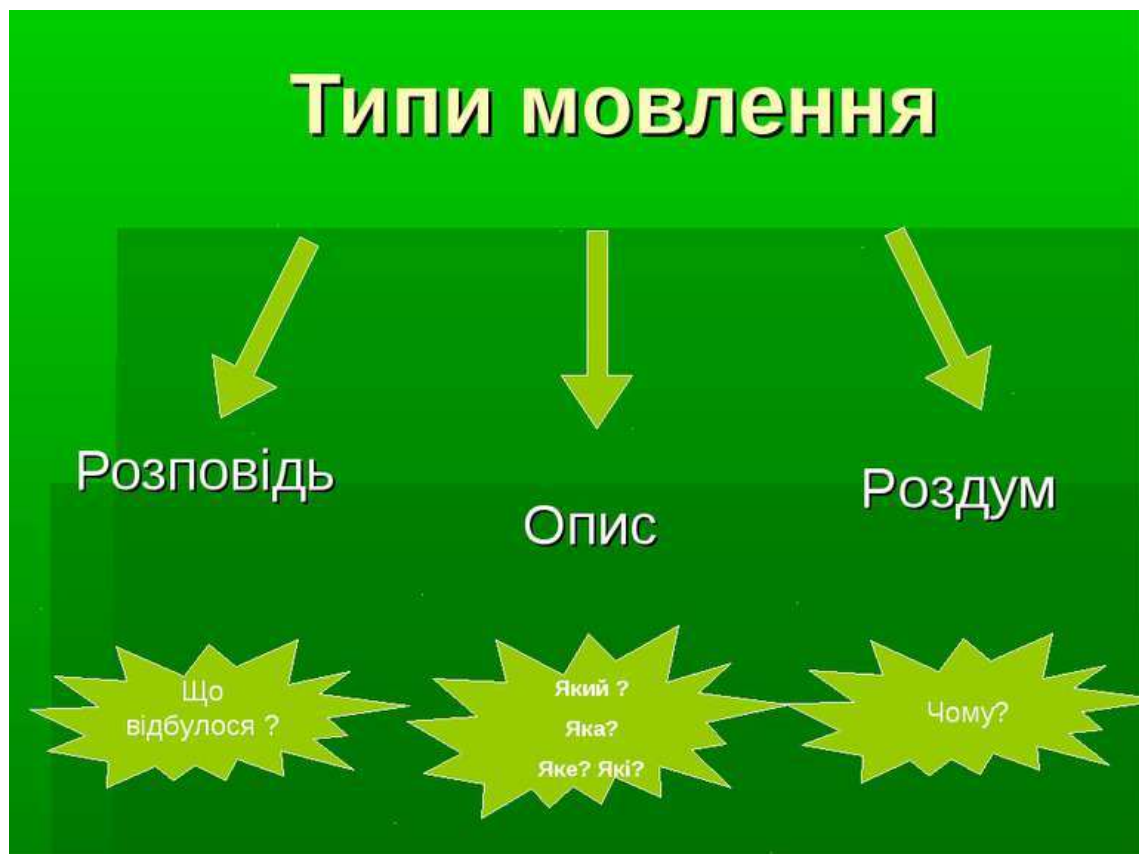 Типи мовлення
Розповідь
Опис
Роздум
Що
відбулося ?
Який ?
Яка?
Яке? Які?
Чому?